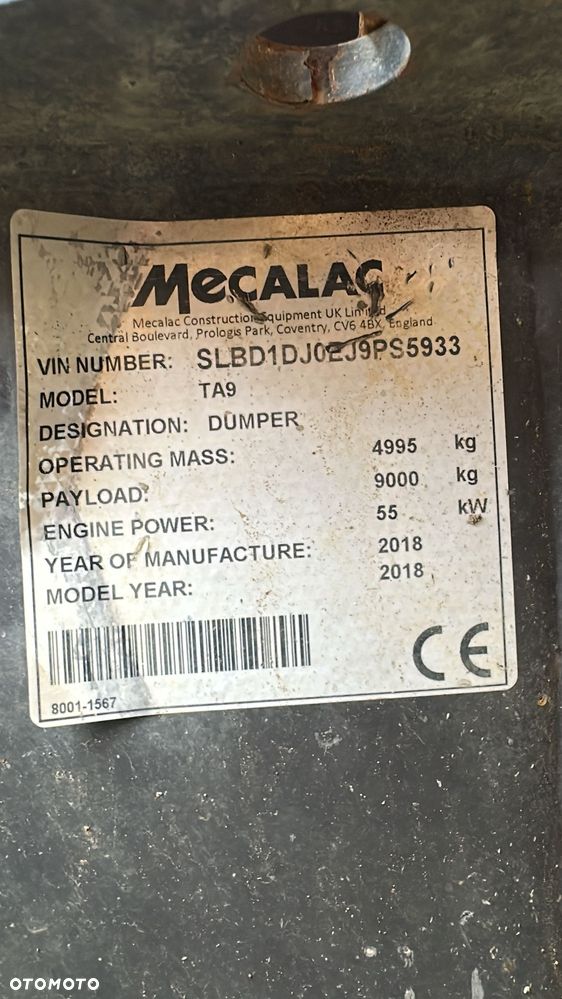 MeCALAC
Mecalac Construction Equipment UK Limited
Central Boulevard, Prologis Park, Coventry, CV6 4BX, England
VIN NUMBER: SLBD1DJ0EJ9PS5933
MODEL: TA9
DESIGNATION: DUMPER
OPERATING MASS: 4995 kg
PAYLOAD: 9000 kg
ENGINE POWER: 55 kW
YEAR OF MANUFACTURE: 2018
MODEL YEAR: 2018
CE
8001-1567
OTOMOTO